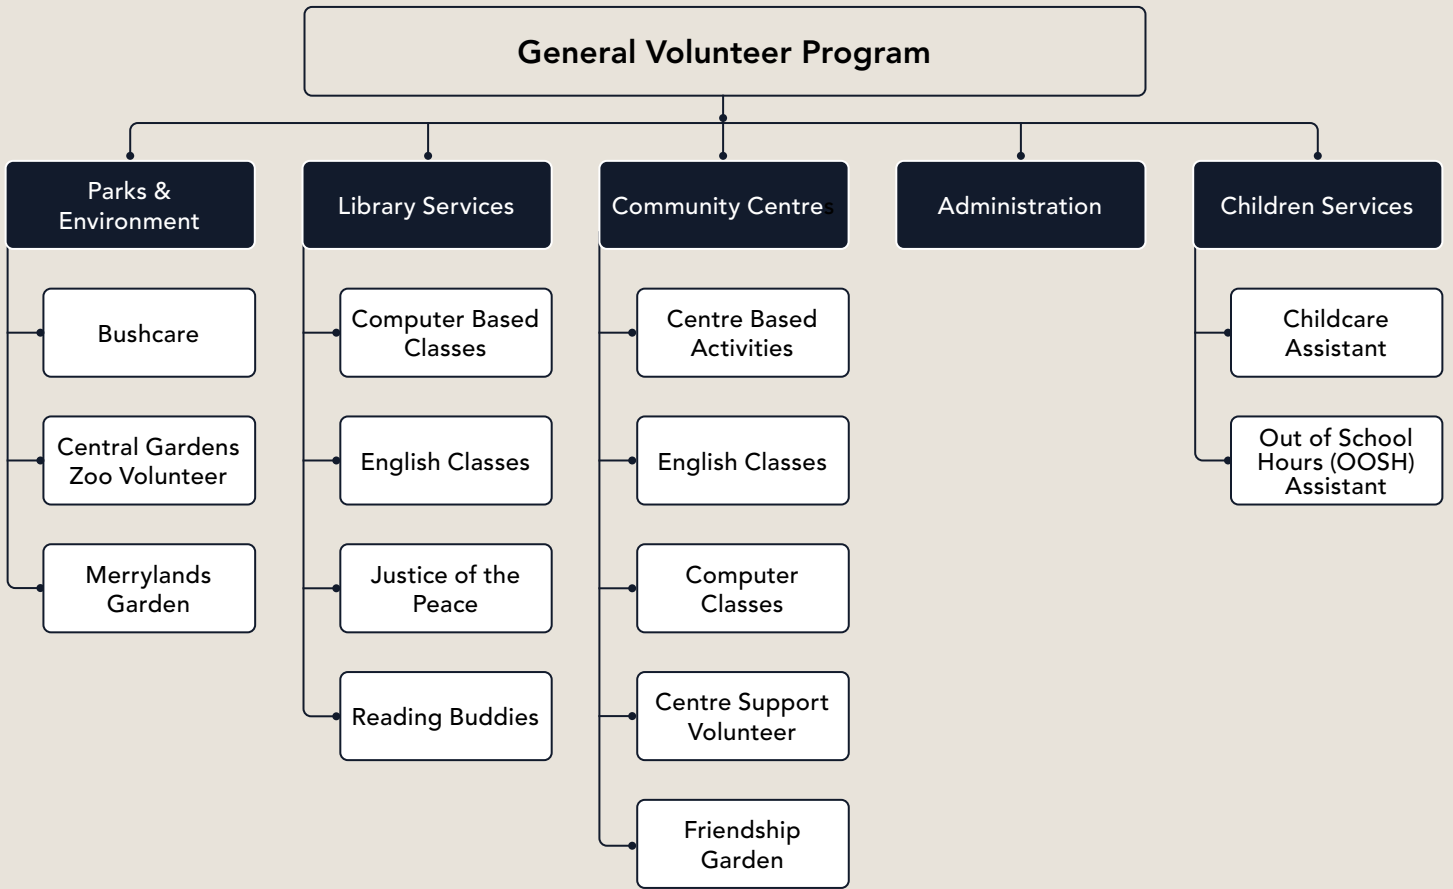 General Volunteer Program
Parks &
Environment
Library Services
Community Centres
Administration
Children Services
Bushcare
Central Gardens
Zoo Volunteer
Merrylands
Garden
Computer Based
Classes
English Classes
Justice of the
Peace
Reading Buddies
Centre Based
Activities
English Classes
Computer
Classes
Centre Support
Volunteer
Friendship
Garden
Childcare
Assistant
Out of School
Hours (OOSH)
Assistant